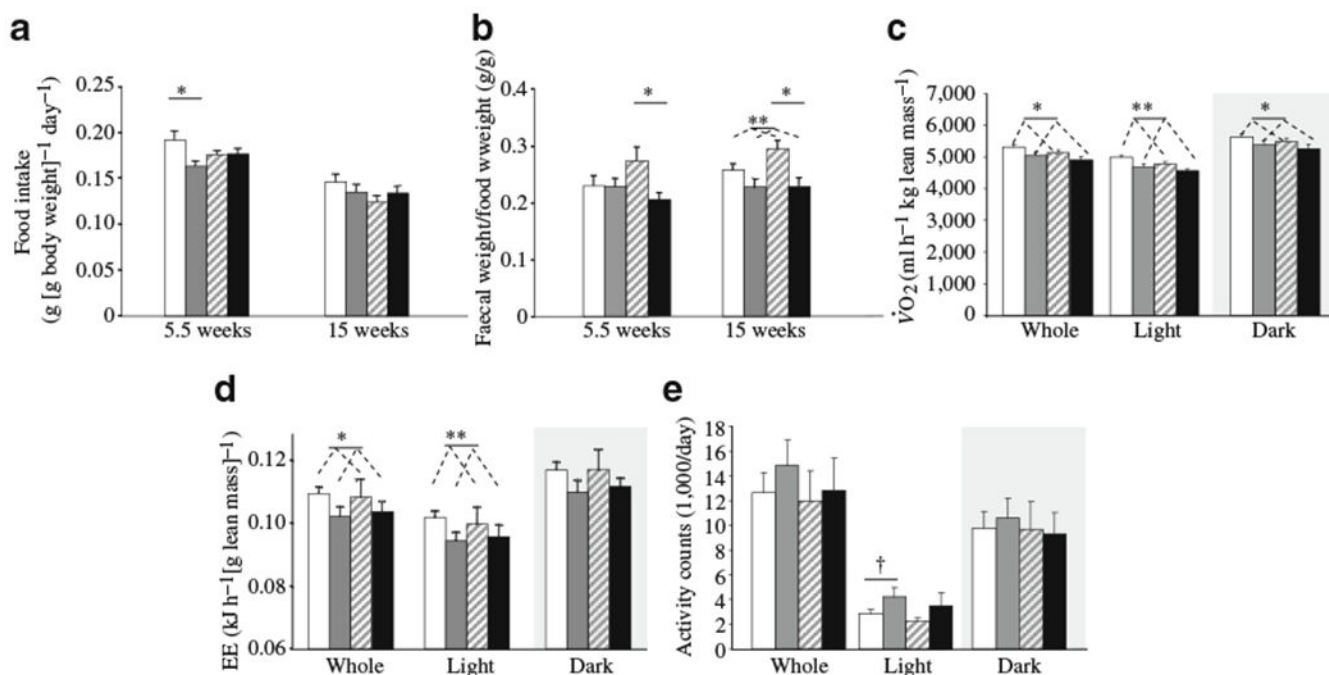 a
Food intake
(g [g body weight]⁻¹ day⁻¹)
0.25
0.20
0.15
0.10
0.05
0
*
5.5 weeks
15 weeks
b
Faecal weight/food wweight (g/g)
0.4
0.3
0.2
0.1
0
*
**
*
5.5 weeks
15 weeks
c
V̇O₂ (ml h⁻¹ kg lean mass⁻¹)
7,000
6,000
5,000
4,000
3,000
2,000
1,000
0
*
**
*
Whole
Light
Dark
d
EE (kJ h⁻¹[g lean mass]⁻¹)
0.12
0.10
0.08
0.06
*
**
Whole
Light
Dark
e
Activity counts (1,000/day)
18
16
14
12
10
8
6
4
2
0
†
Whole
Light
Dark